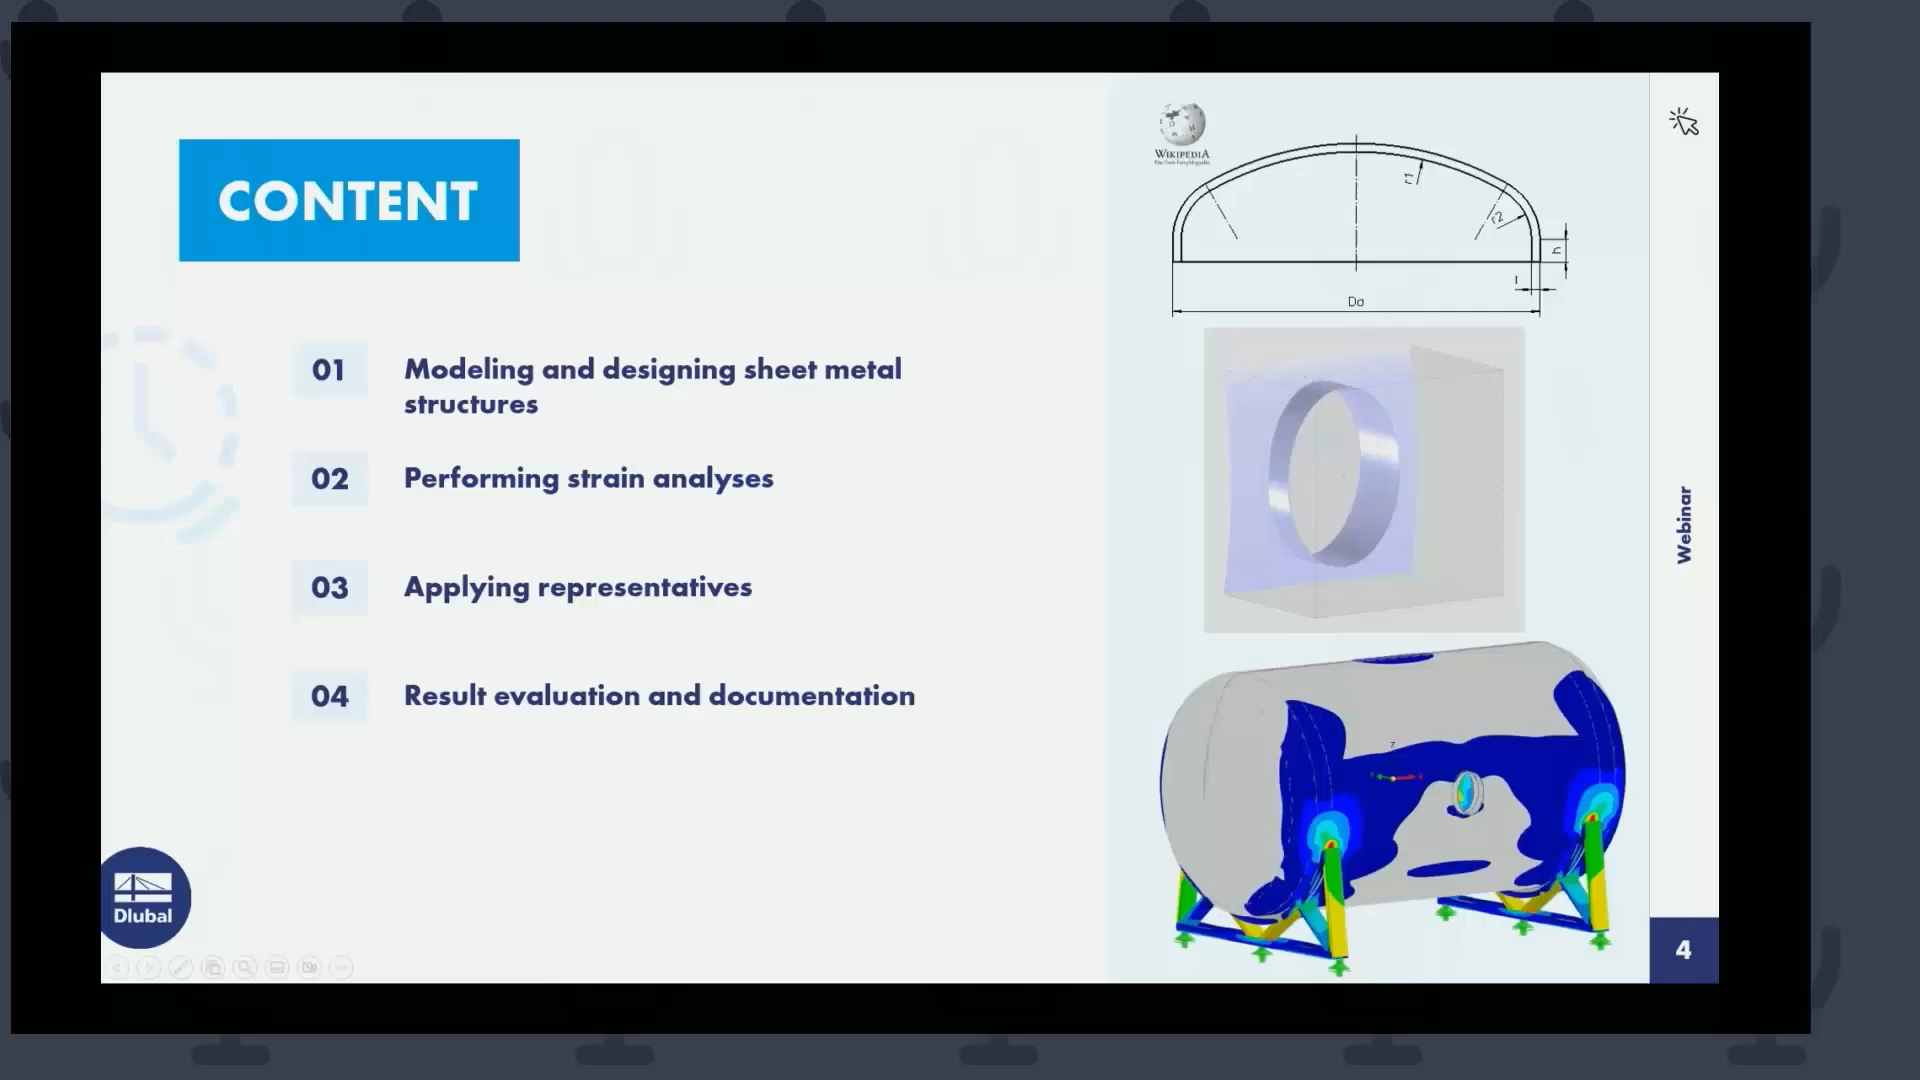 CONTENT
01
Modeling and designing sheet metal
structures
02
Performing strain analyses
03
Applying representatives
04
Result evaluation and documentation
WIKIPEDIA
r1
r2
h
Da
z
Webinar
Dlubal
4